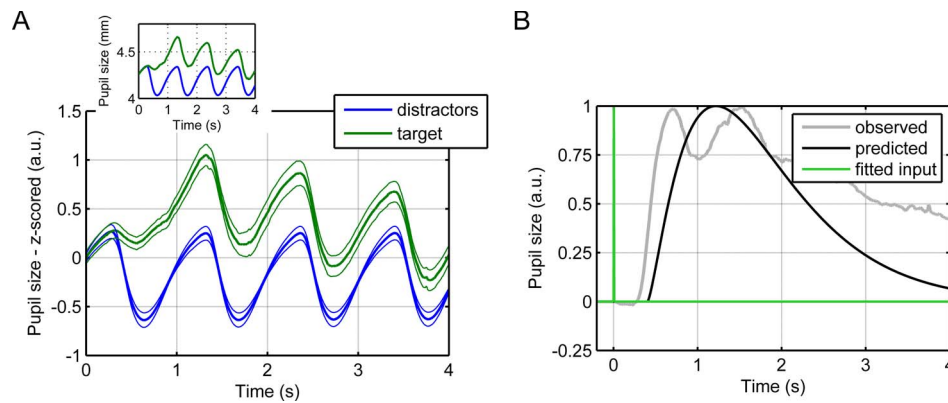 A
Pupil size (mm)
4.5
4
0 1 2 3 4
Time (s)
distractors
target
Pupil size - z-scored (a.u.)
1.5
1
0.5
0
-0.5
-1
0 1 2 3 4
Time (s)
B
observed
predicted
fitted input
Pupil size (a.u.)
1
0.75
0.5
0.25
0
-0.25
0 1 2 3 4
Time (s)